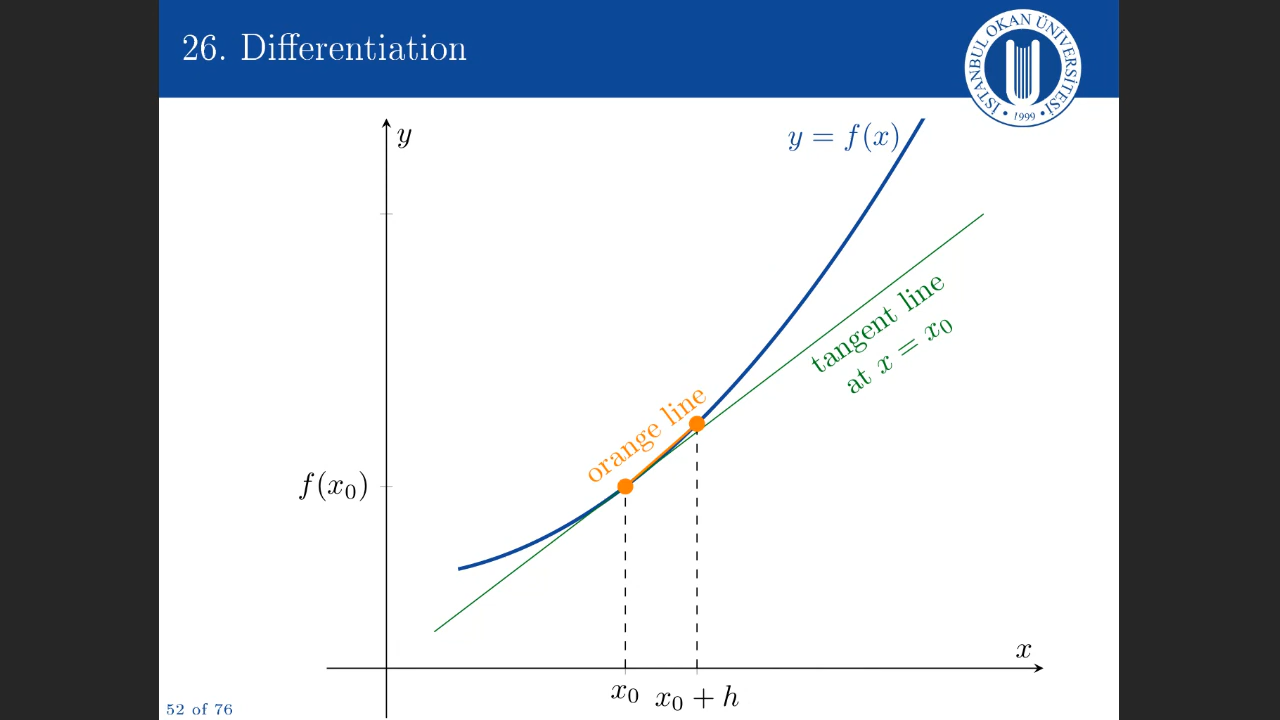 26. Differentiation
İSTANBUL OKAN ÜNİVERSİTESİ
• 1999 •
y
y = f(x)
tangent line
at x = x₀
orange line
f(x₀)
x
x₀
x₀ + h
52 of 76